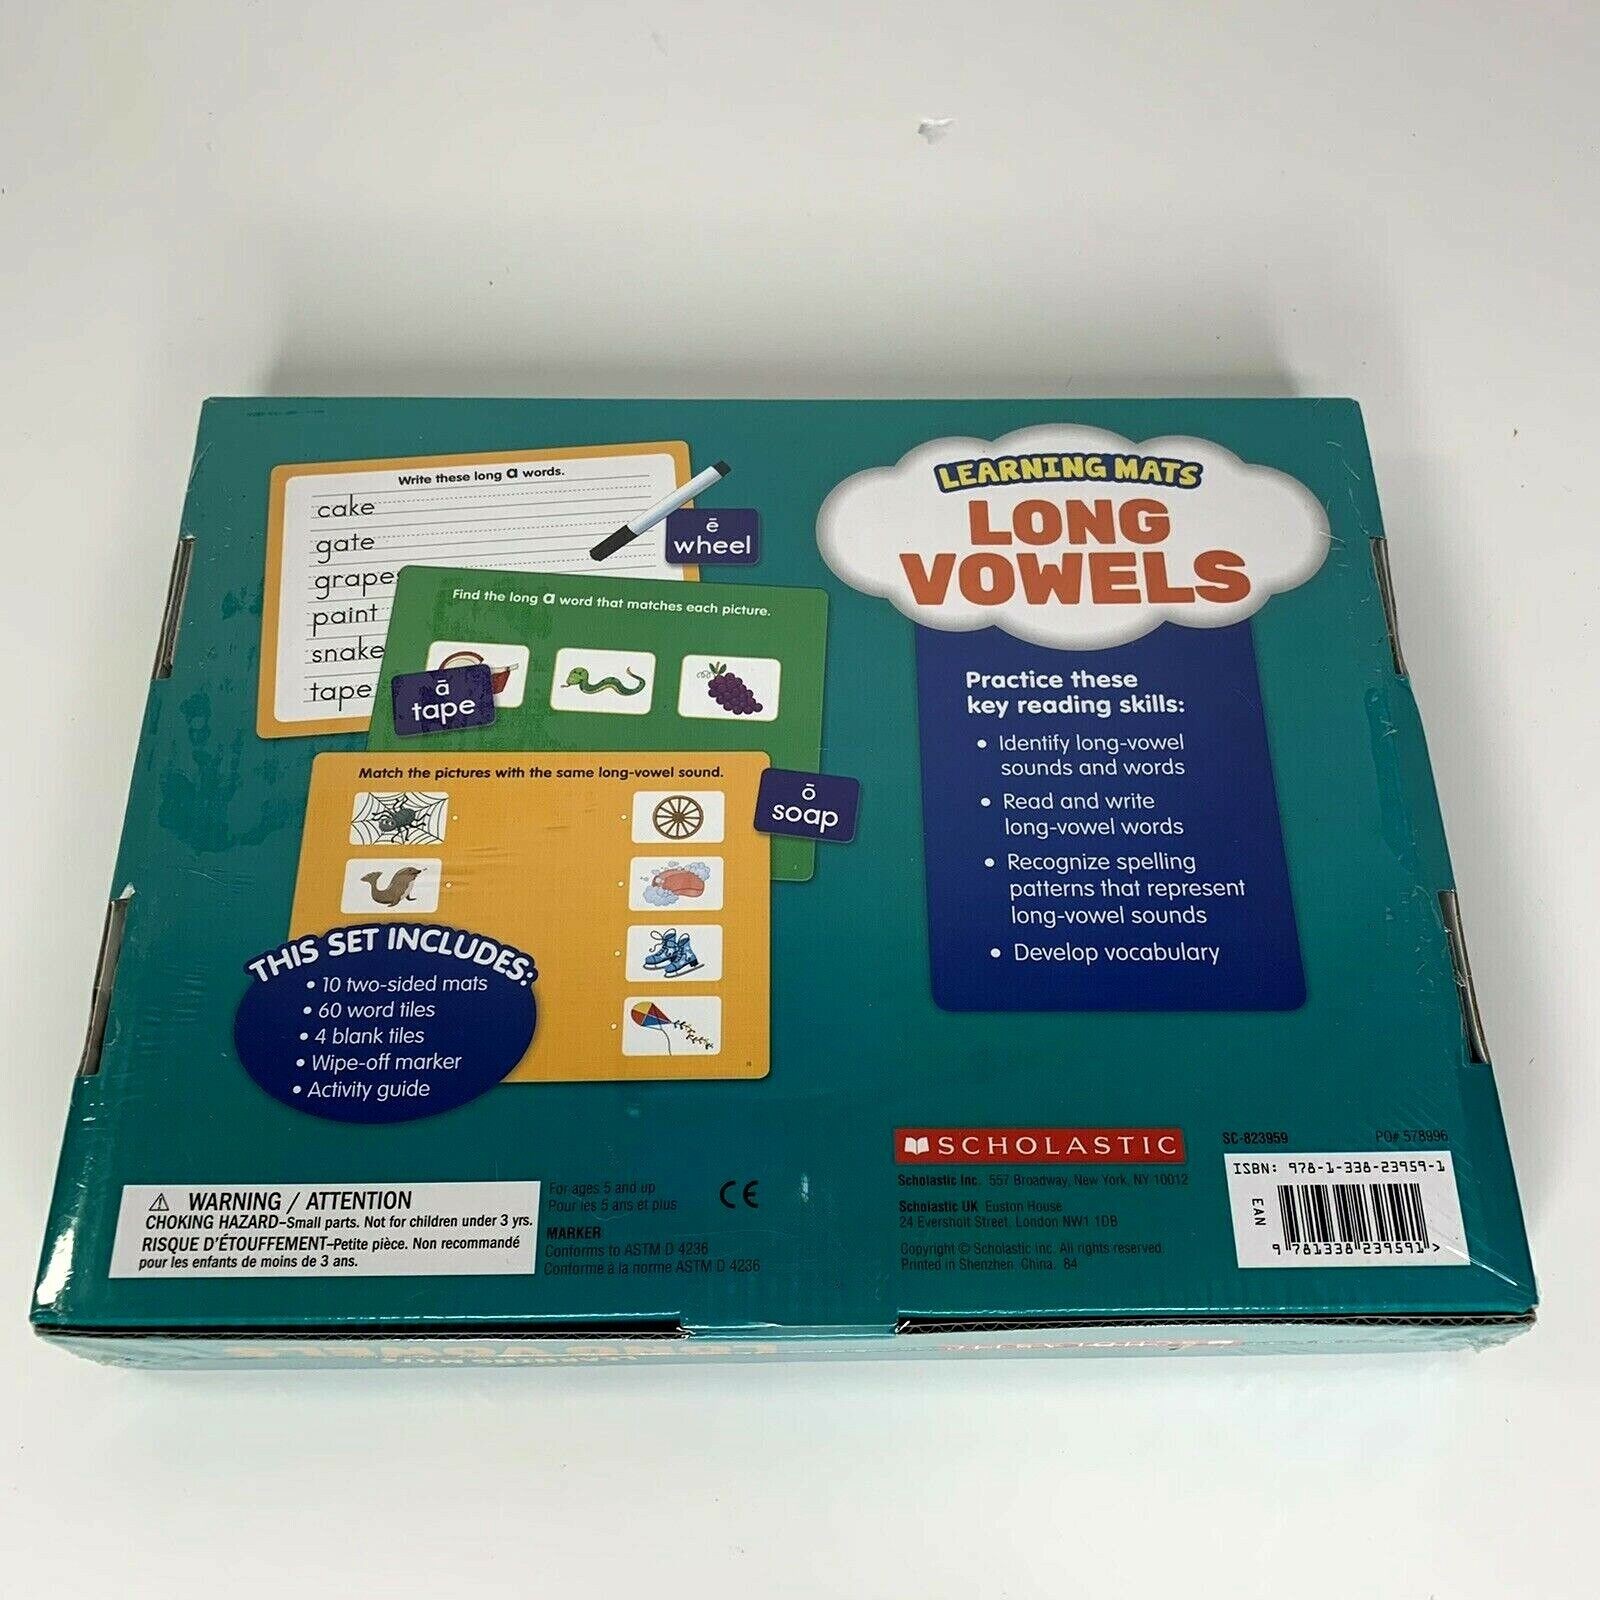 Write these long a words.
cake
gate
grapes
paint
snake
tape
ē
wheel
Find the long a word that matches each picture.
ā
tape
Match the pictures with the same long-vowel sound.
ō
soap
THIS SET INCLUDES:
• 10 two-sided mats
• 60 word tiles
• 4 blank tiles
• Wipe-off marker
• Activity guide
LEARNING MATS
LONG
VOWELS
Practice these
key reading skills:
• Identify long-vowel
sounds and words
• Read and write
long-vowel words
• Recognize spelling
patterns that represent
long-vowel sounds
• Develop vocabulary
WARNING / ATTENTION
CHOKING HAZARD–Small parts. Not for children under 3 yrs.
RISQUE D'ÉTOUFFEMENT–Petite pièce. Non recommandé
pour les enfants de moins de 3 ans.
For ages 5 and up
Pour les 5 ans et plus
CE
MARKER
Conforms to ASTM D 4236
Conforme à la norme ASTM D 4236
SCHOLASTIC
Scholastic Inc. 557 Broadway, New York, NY 10012
Scholastic UK Euston House
24 Eversholt Street, London NW1 1DB
Copyright © Scholastic Inc. All rights reserved.
Printed in Shenzhen, China. 84
SC-823959
PO# 578996
ISBN: 978-1-338-23959-1
EAN
9 781338 239591 >
LONG VOWELS
LEARNING MATS